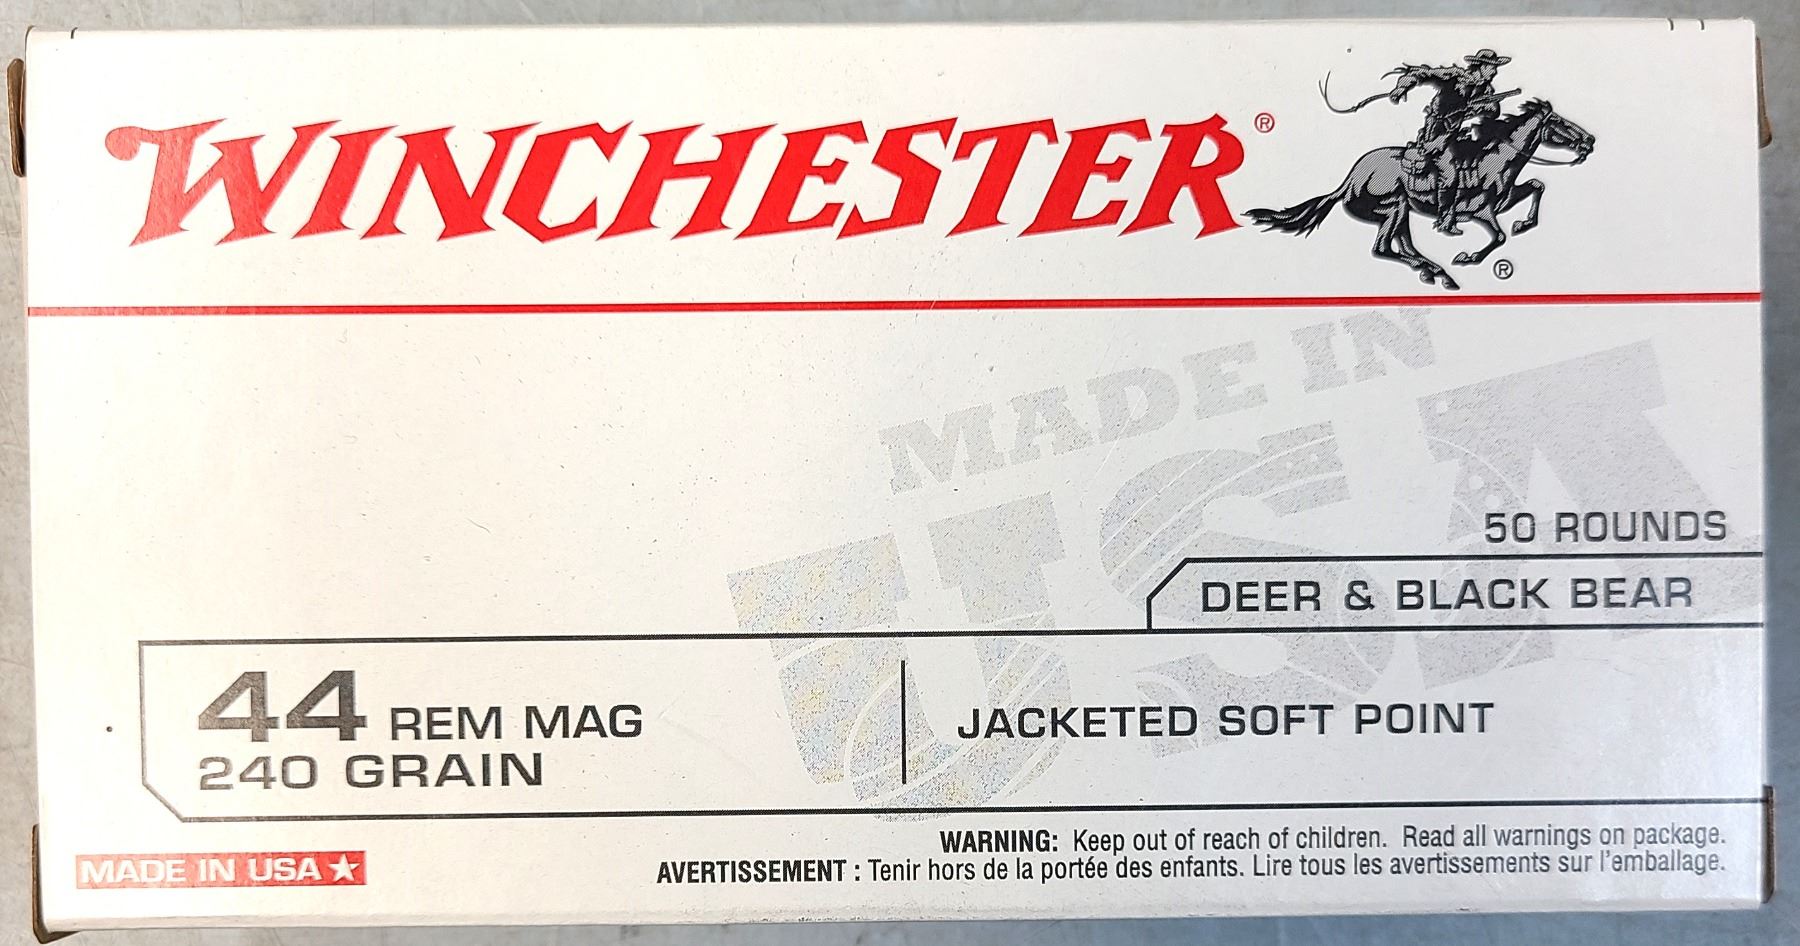 WINCHESTER®
®
MADE IN
USA
50 ROUNDS
DEER & BLACK BEAR
44 REM MAG
240 GRAIN
JACKETED SOFT POINT
WARNING: Keep out of reach of children. Read all warnings on package.
AVERTISSEMENT : Tenir hors de la portée des enfants. Lire tous les avertissements sur l'emballage.
MADE IN USA ★